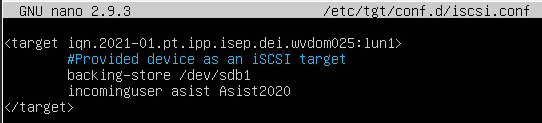 GNU nano 2.9.3 /etc/tgt/conf.d/iscsi.conf
<target iqn.2021-01.pt.ipp.isep.dei.wvdom025:lun1>
#Provided device as an iSCSI target
backing-store /dev/sdb1
incominguser asist Asist2020
</target>